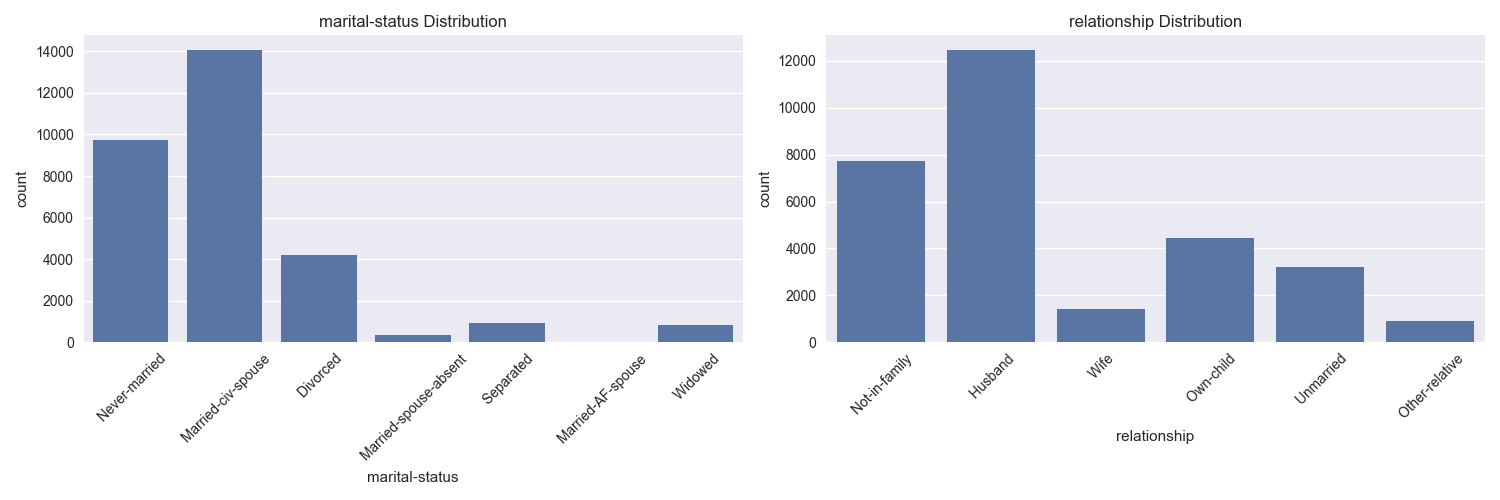 marital-status Distribution
14000
12000
10000
8000
6000
4000
2000
0
count
Never-married
Married-civ-spouse
Divorced
Married-spouse-absent
Separated
Married-AF-spouse
Widowed
marital-status
relationship Distribution
12000
10000
8000
6000
4000
2000
0
count
Not-in-family
Husband
Wife
Own-child
Unmarried
Other-relative
relationship